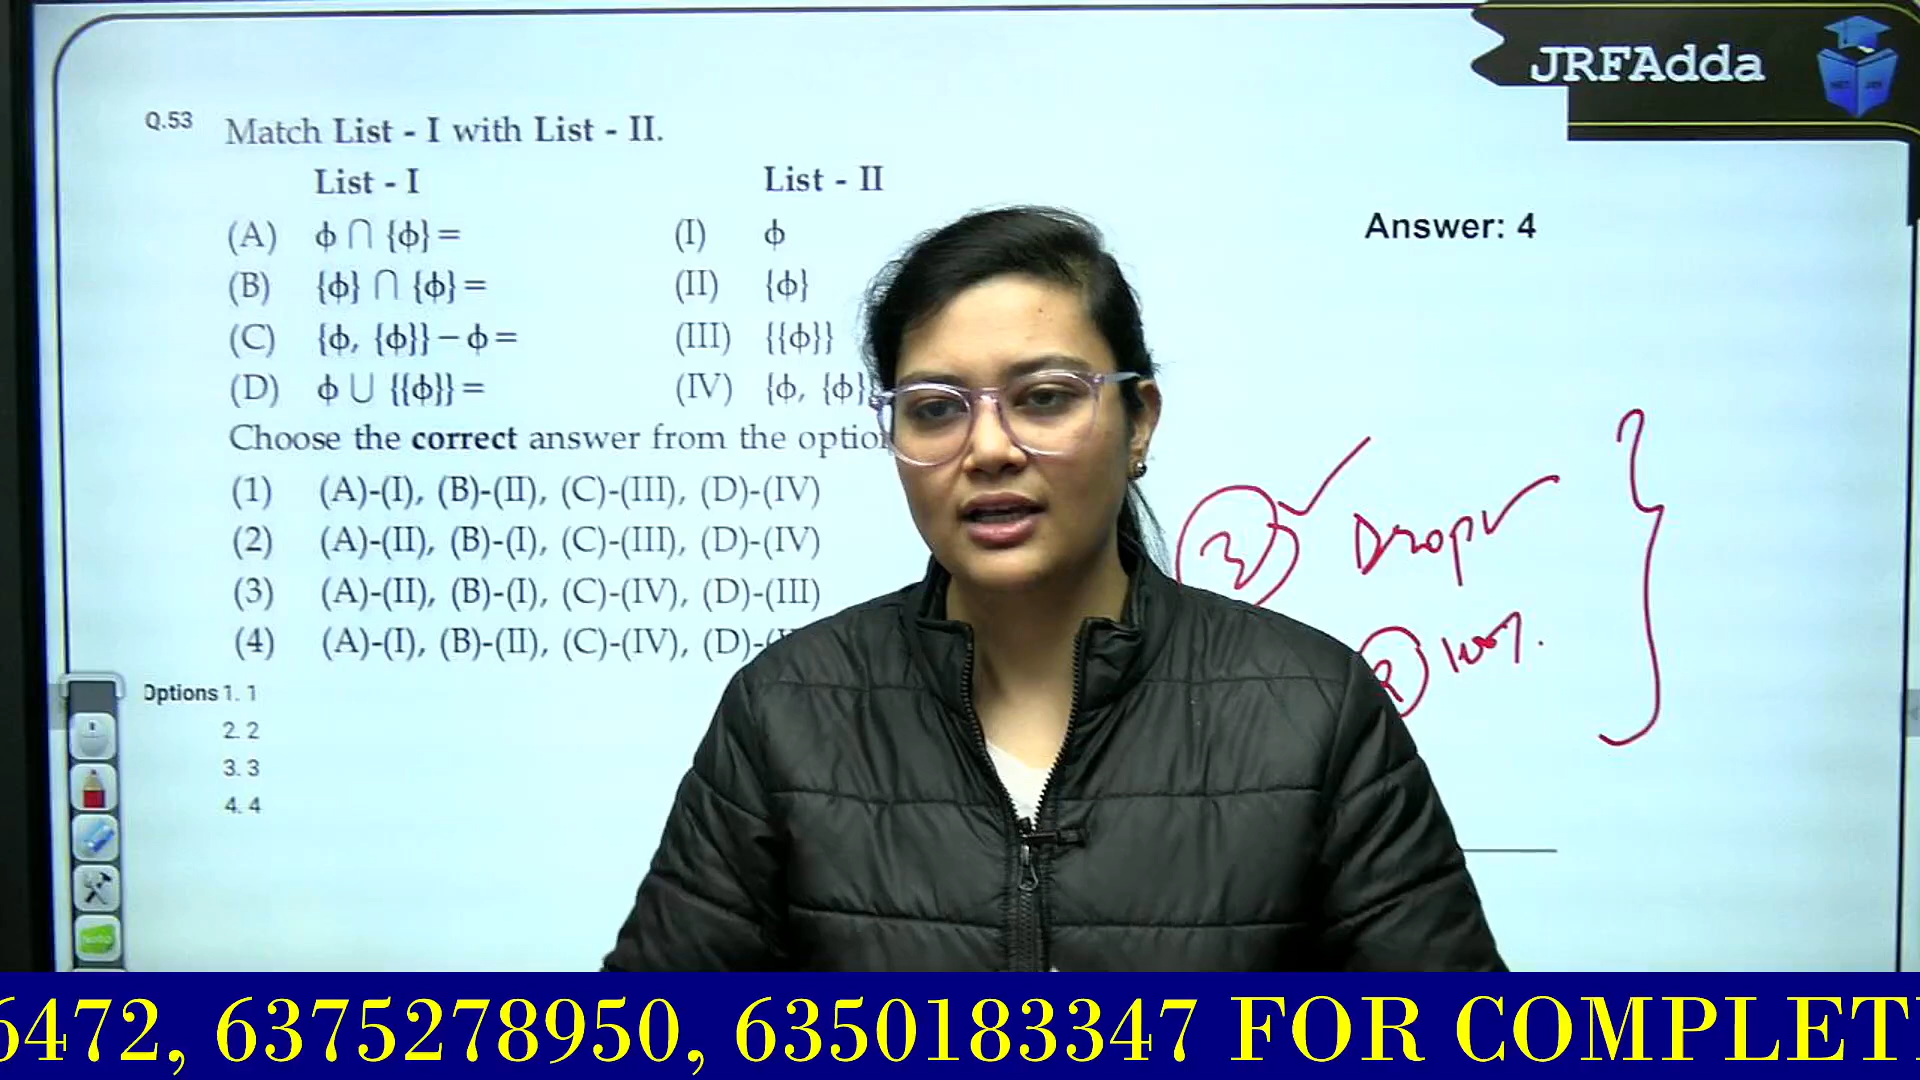 JRFAdda
Q.53 Match List - I with List - II.
List - I List - II
(A) ϕ ∩ {ϕ} = (I) ϕ
(B) {ϕ} ∩ {ϕ} = (II) {ϕ}
(C) {ϕ, {ϕ}} − ϕ = (III) {{ϕ}}
(D) ϕ ∪ {{ϕ}} = (IV) {ϕ, {ϕ}
Choose the correct answer from the
(1) (A)-(I), (B)-(II), (C)-(III), (D)-(IV)
(2) (A)-(II), (B)-(I), (C)-(III), (D)-(IV)
(3) (A)-(II), (B)-(I), (C)-(IV), (D)-(III)
(4) (A)-(I), (B)-(II), (C)-(IV), (D)-
Options 1. 1
2. 2
3. 3
4. 4
Answer: 4
Drop
100%.
6472, 6375278950, 6350183347 FOR COMPLET